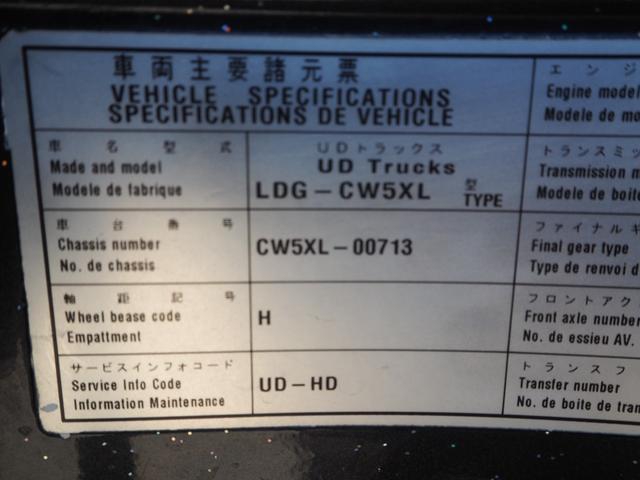 車両主要諸元票
VEHICLE SPECIFICATIONS
SPECIFICATIONS DE VEHICLE
車名型式
Made and model
Modele de fabrique
UDトラックス
UD Trucks
LDG-CW5XL 型 TYPE
車台番号
Chassis number
No. de chassis
CW5XL-00713
軸距記号
Wheel bease code
Empattment
H
サービスインフォコード
Service Info Code
Information Maintenance
UD-HD
エンジ
Engine model
Modele de mo
トランスミッ
Transmission m
Modele de boite
ファイナルギ
Final gear type
Type de renvoi d
フロントアク
Front axle number
No. de essieu AV.
トランスフ
Transfer number
No. de boite de tran